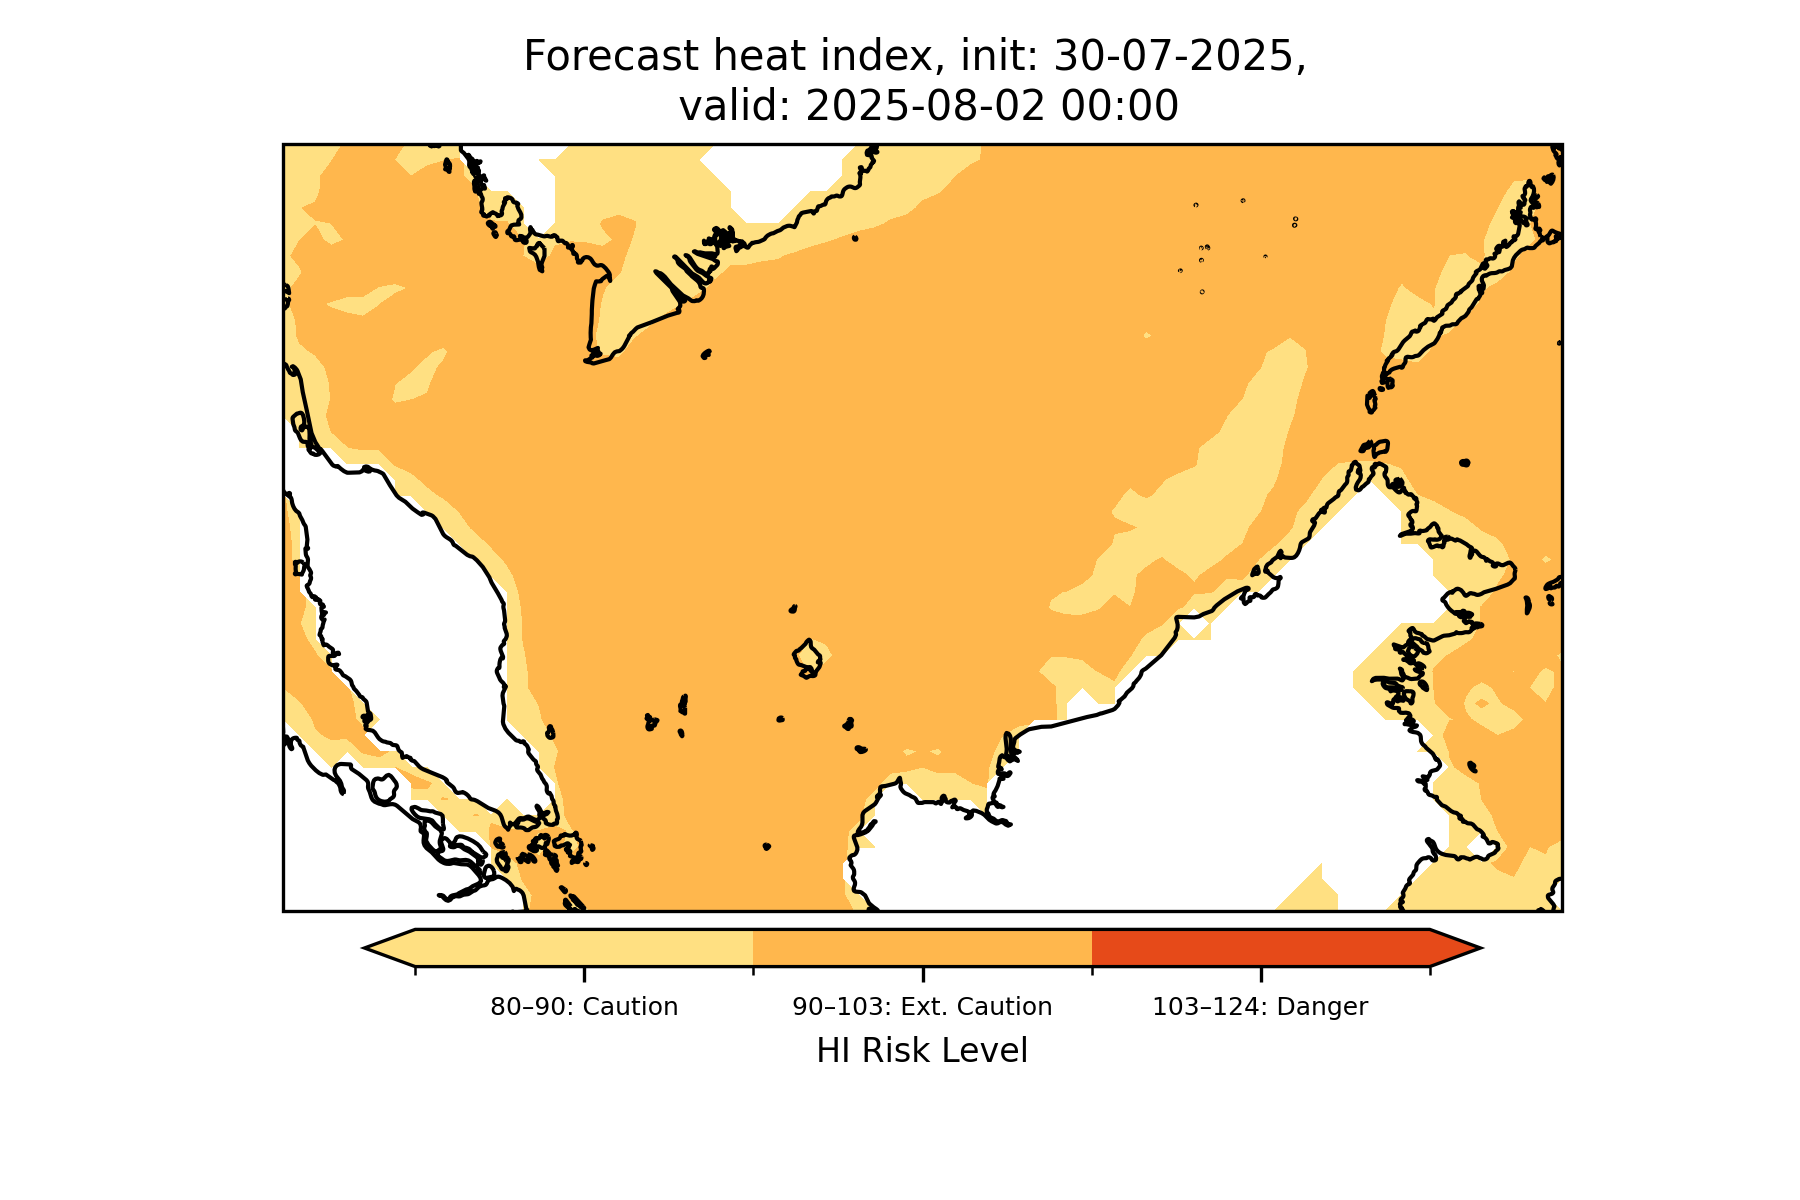 Forecast heat index, init: 30-07-2025,
valid: 2025-08-02 00:00
80–90: Caution
90–103: Ext. Caution
103–124: Danger
HI Risk Level